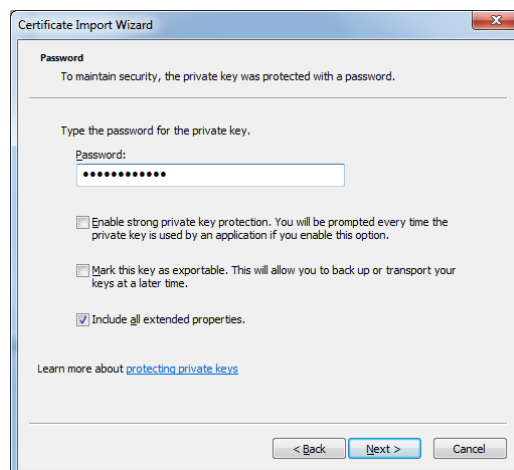 Certificate Import Wizard
Password
To maintain security, the private key was protected with a password.
Type the password for the private key.
Password:
••••••••••••
Enable strong private key protection. You will be prompted every time the
private key is used by an application if you enable this option.
Mark this key as exportable. This will allow you to back up or transport your
keys at a later time.
Include all extended properties.
Learn more about protecting private keys
< Back
Next >
Cancel